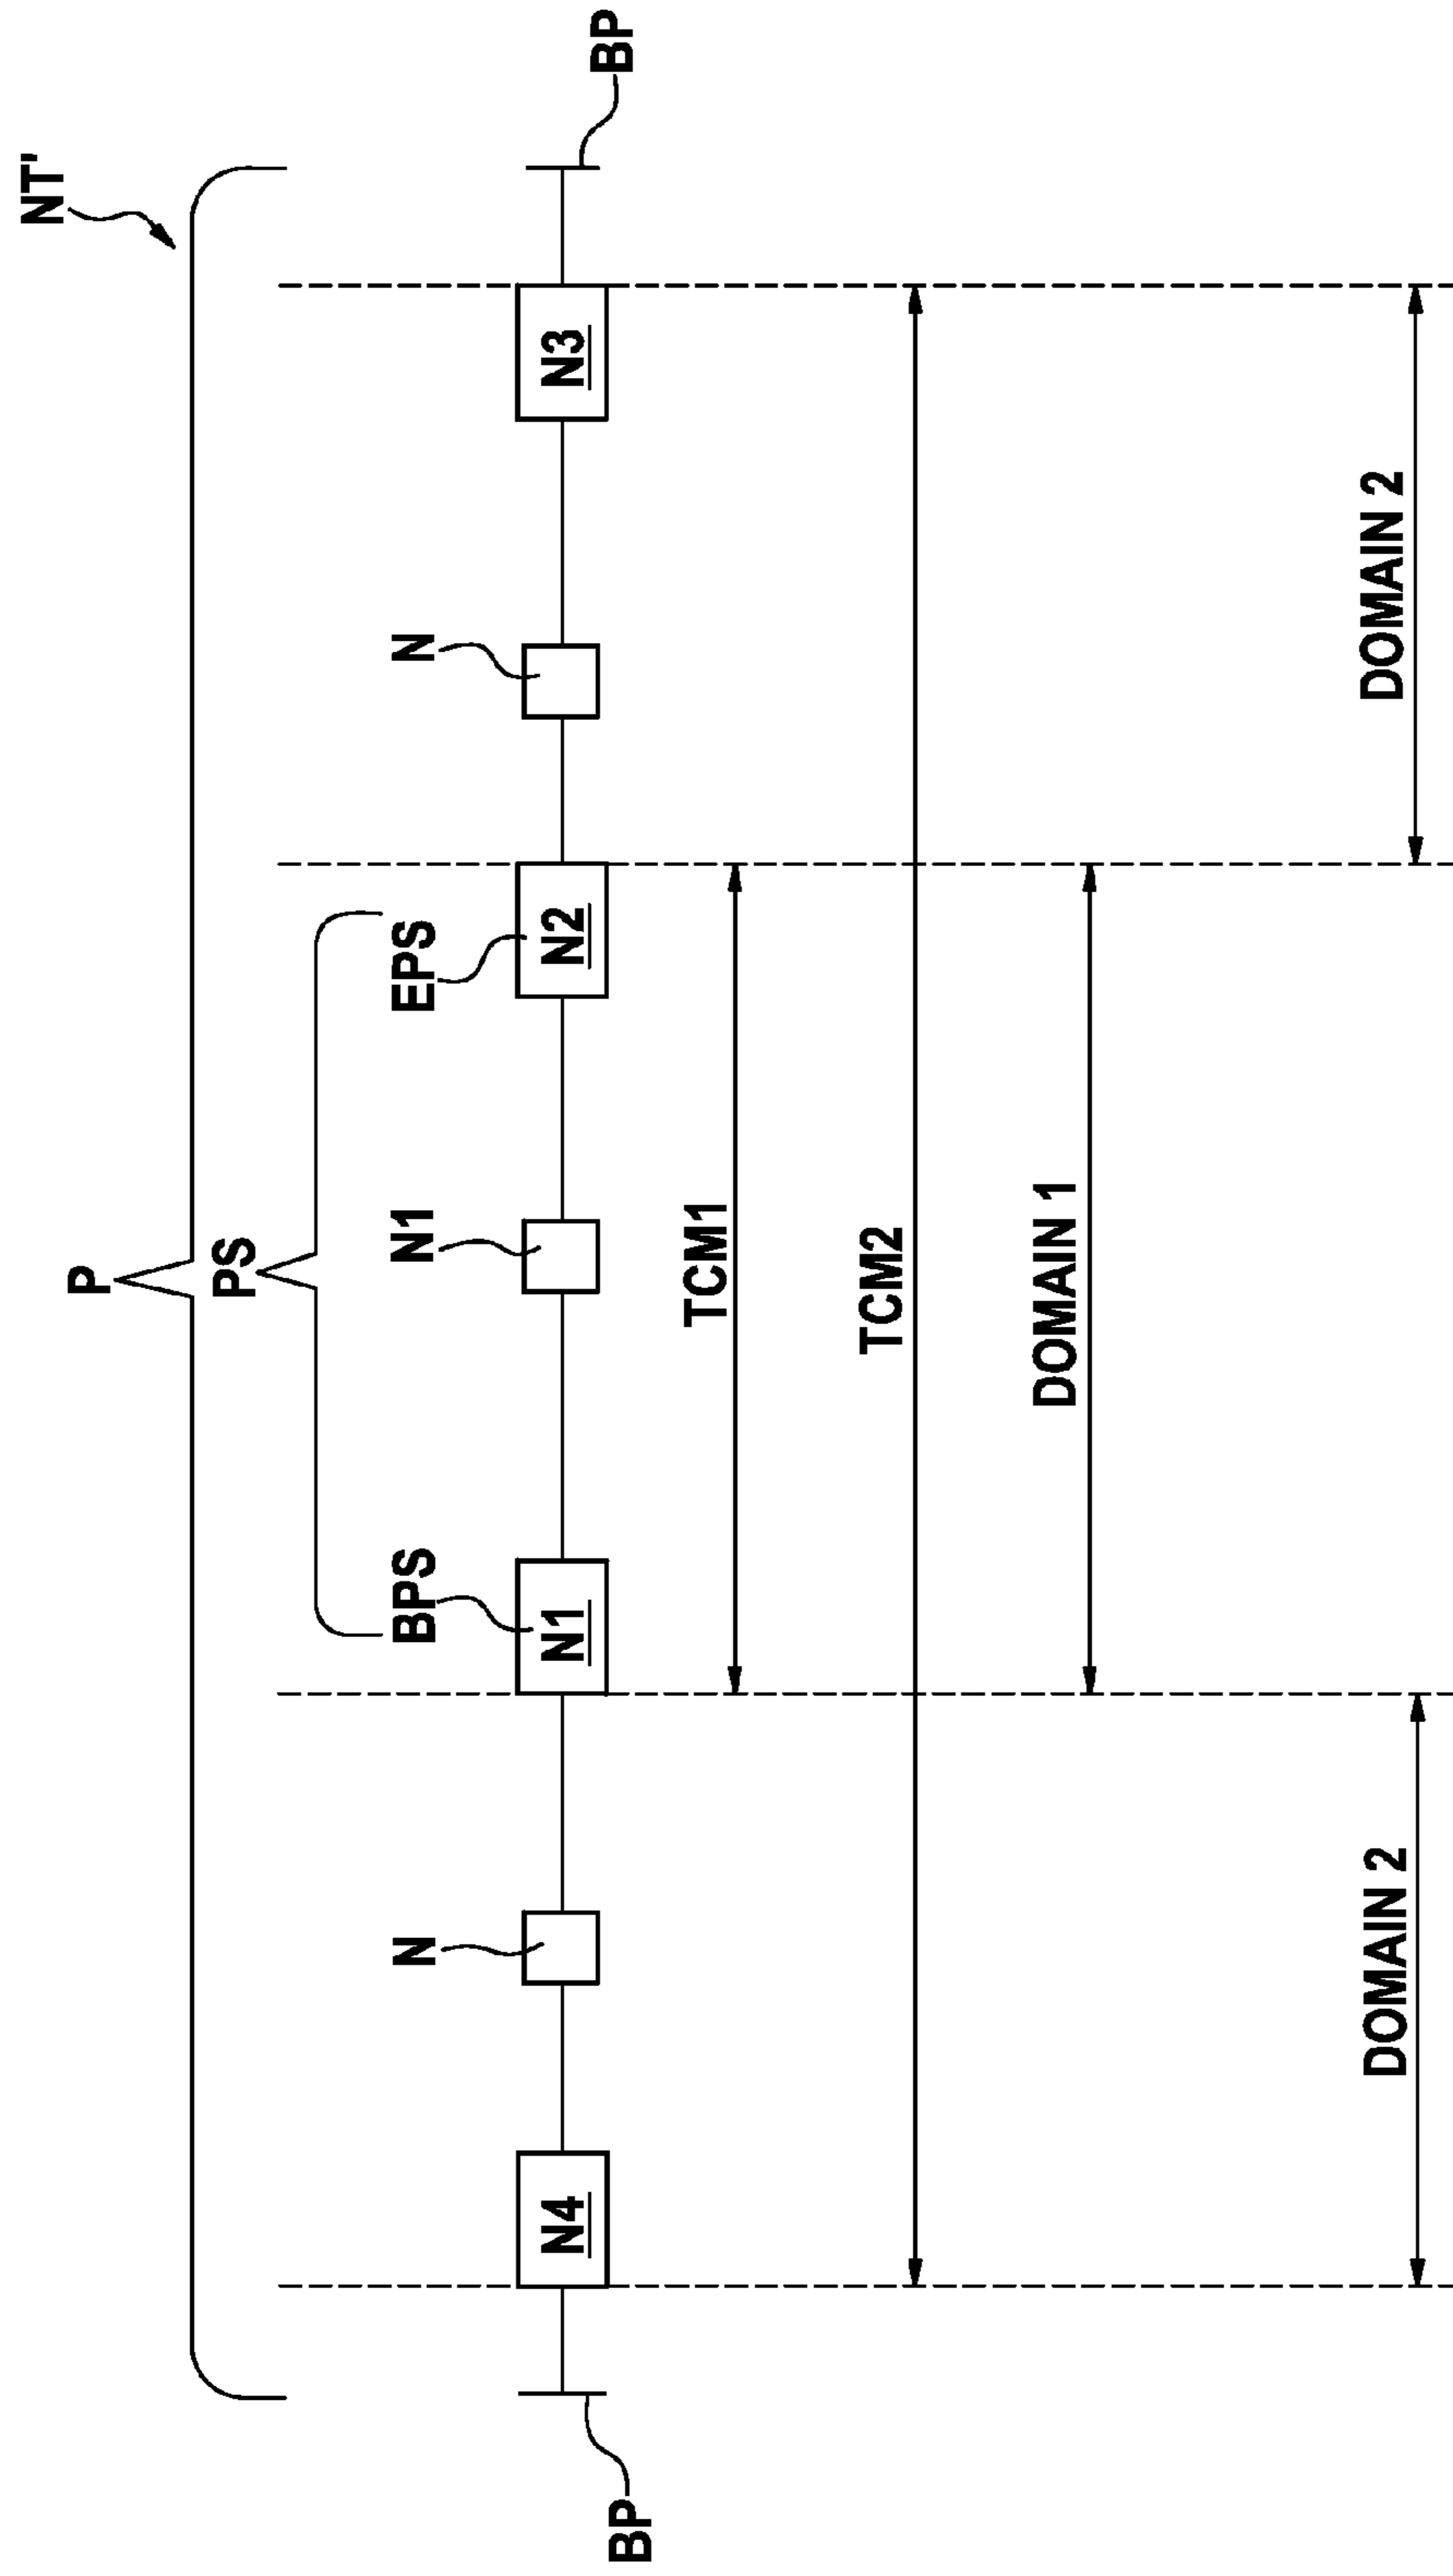 NT'
P
PS
BPS
EPS
N
N1
N
BP
N4
N1
N2
N3
BP
TCM1
TCM2
DOMAIN 1
DOMAIN 2
DOMAIN 2